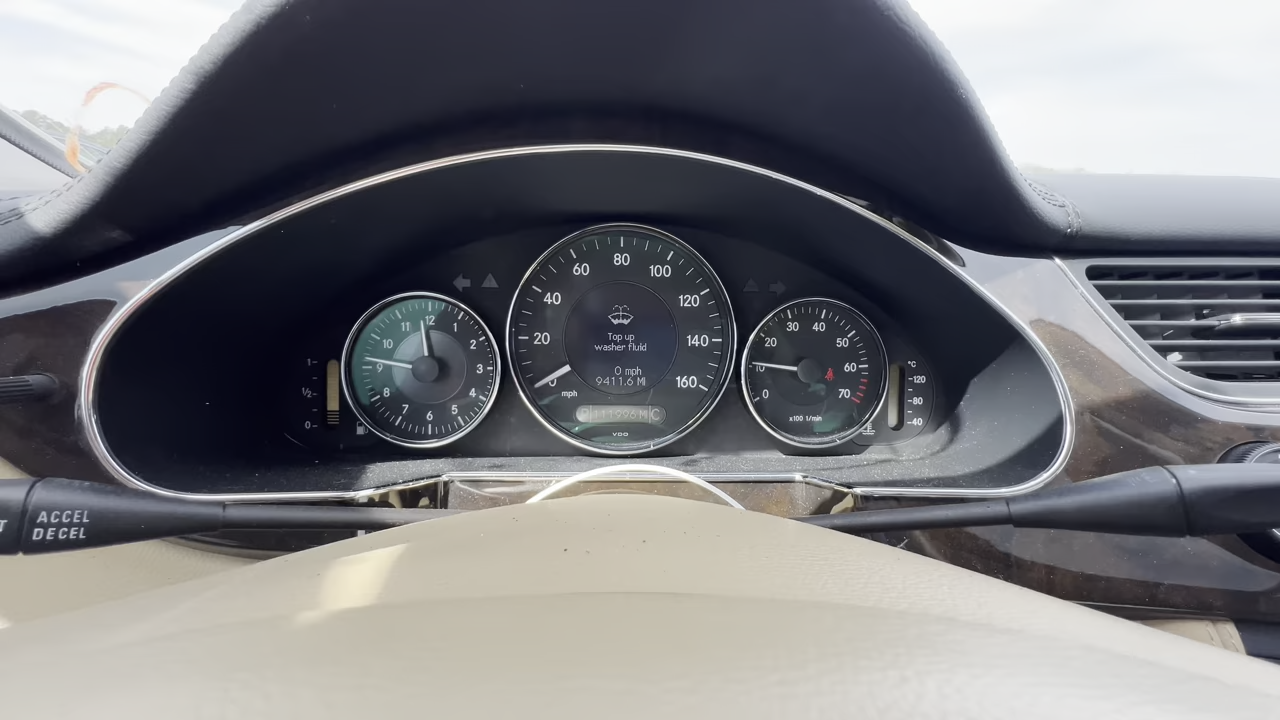 60
80
100
40
120
20
140
0
160
mph
Top up
washer fluid
0 mph
9411.6 MI
P
C
VDO
12
11
1
10
2
9
3
8
4
7
5
6
30
40
20
50
10
60
0
70
x100 1/min
1
½
0
°C
120
80
40
ACCEL
DECEL